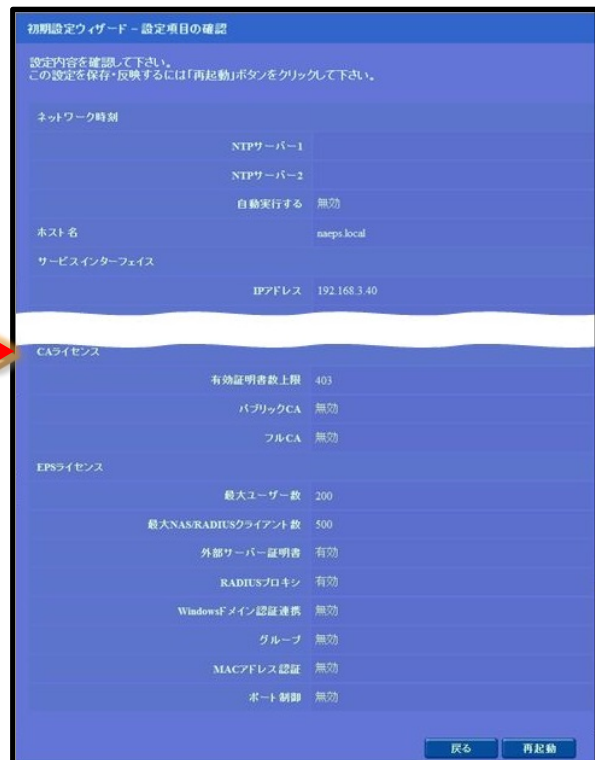 初期設定ウィザード – 設定項目の確認
設定内容を確認して下さい。
この設定を保存・反映するには「再起動」ボタンをクリックして下さい。
ネットワーク時刻
NTPサーバー1
NTPサーバー2
自動実行する 無効
ホスト名 naeps.local
サービスインターフェイス
IPアドレス 192.168.3.40
CAライセンス
有効証明書数上限 403
パブリックCA 無効
フルCA 無効
EPSライセンス
最大ユーザー数 200
最大NAS/RADIUSクライアント数 500
外部サーバー証明書 有効
RADIUSプロキシ 有効
Windowsドメイン認証連携 無効
グループ 無効
MACアドレス認証 無効
ポート制御 無効
戻る 再起動